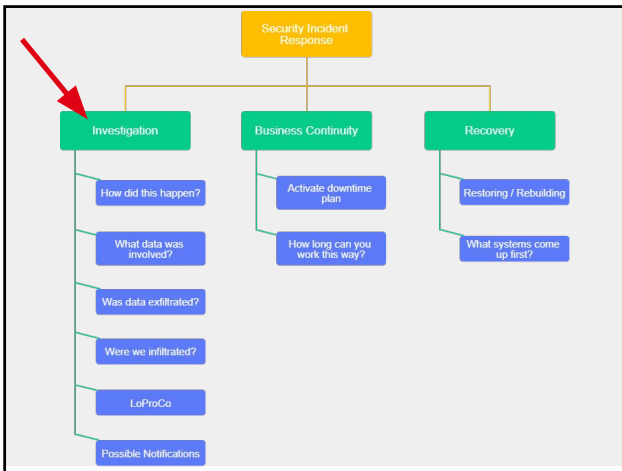 Security Incident
Response
Investigation
How did this happen?
What data was
involved?
Was data exfiltrated?
Were we infiltrated?
LoProCo
Possible Notifications
Business Continuity
Activate downtime
plan
How long can you
work this way?
Recovery
Restoring / Rebuilding
What systems come
up first?